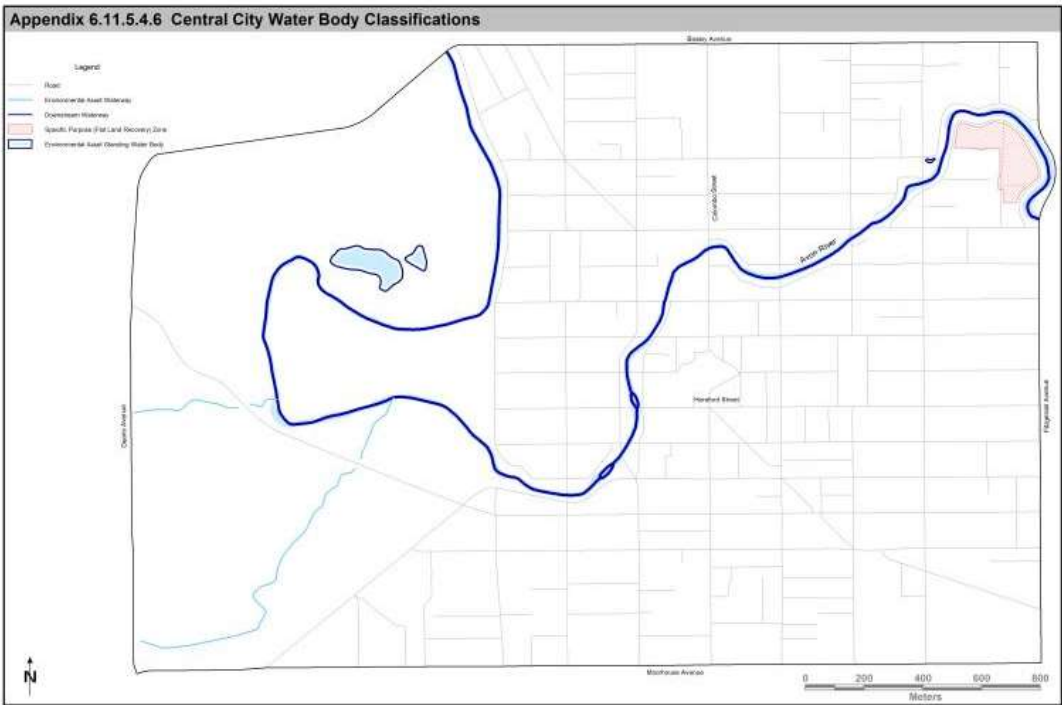 Appendix 6.11.5.4.6 Central City Water Body Classifications
Bealey Avenue
Legend
Road
Environmental Asset Waterway
Downstream Waterway
Specific Purpose (Flat Land Recovery) Zone
Environmental Asset Standing Water Body
Colombo Street
Avon River
Hereford Street
Deans Avenue
Fitzgerald Avenue
Moorhouse Avenue
N
0 200 400 600 800
Meters